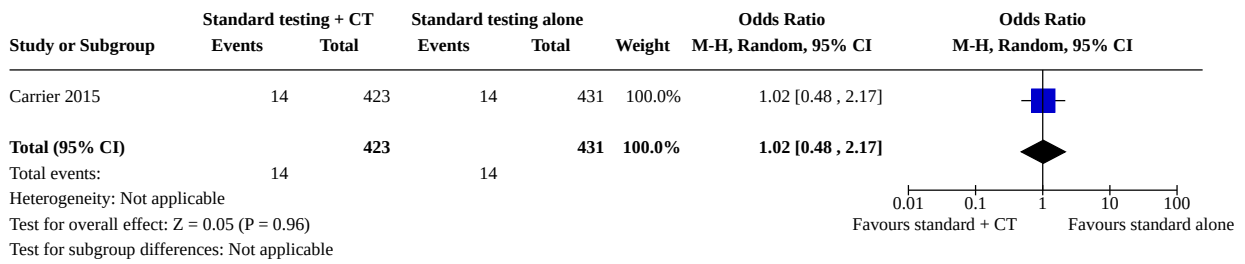 Standard testing + CT Standard testing alone Odds Ratio Odds Ratio
Study or Subgroup Events Total Events Total Weight M-H, Random, 95% CI M-H, Random, 95% CI
Carrier 2015 14 423 14 431 100.0% 1.02 [0.48 , 2.17]
Total (95% CI) 423 431 100.0% 1.02 [0.48 , 2.17]
Total events: 14 14
Heterogeneity: Not applicable
0.01 0.1 1 10 100
Test for overall effect: Z = 0.05 (P = 0.96) Favours standard + CT Favours standard alone
Test for subgroup differences: Not applicable